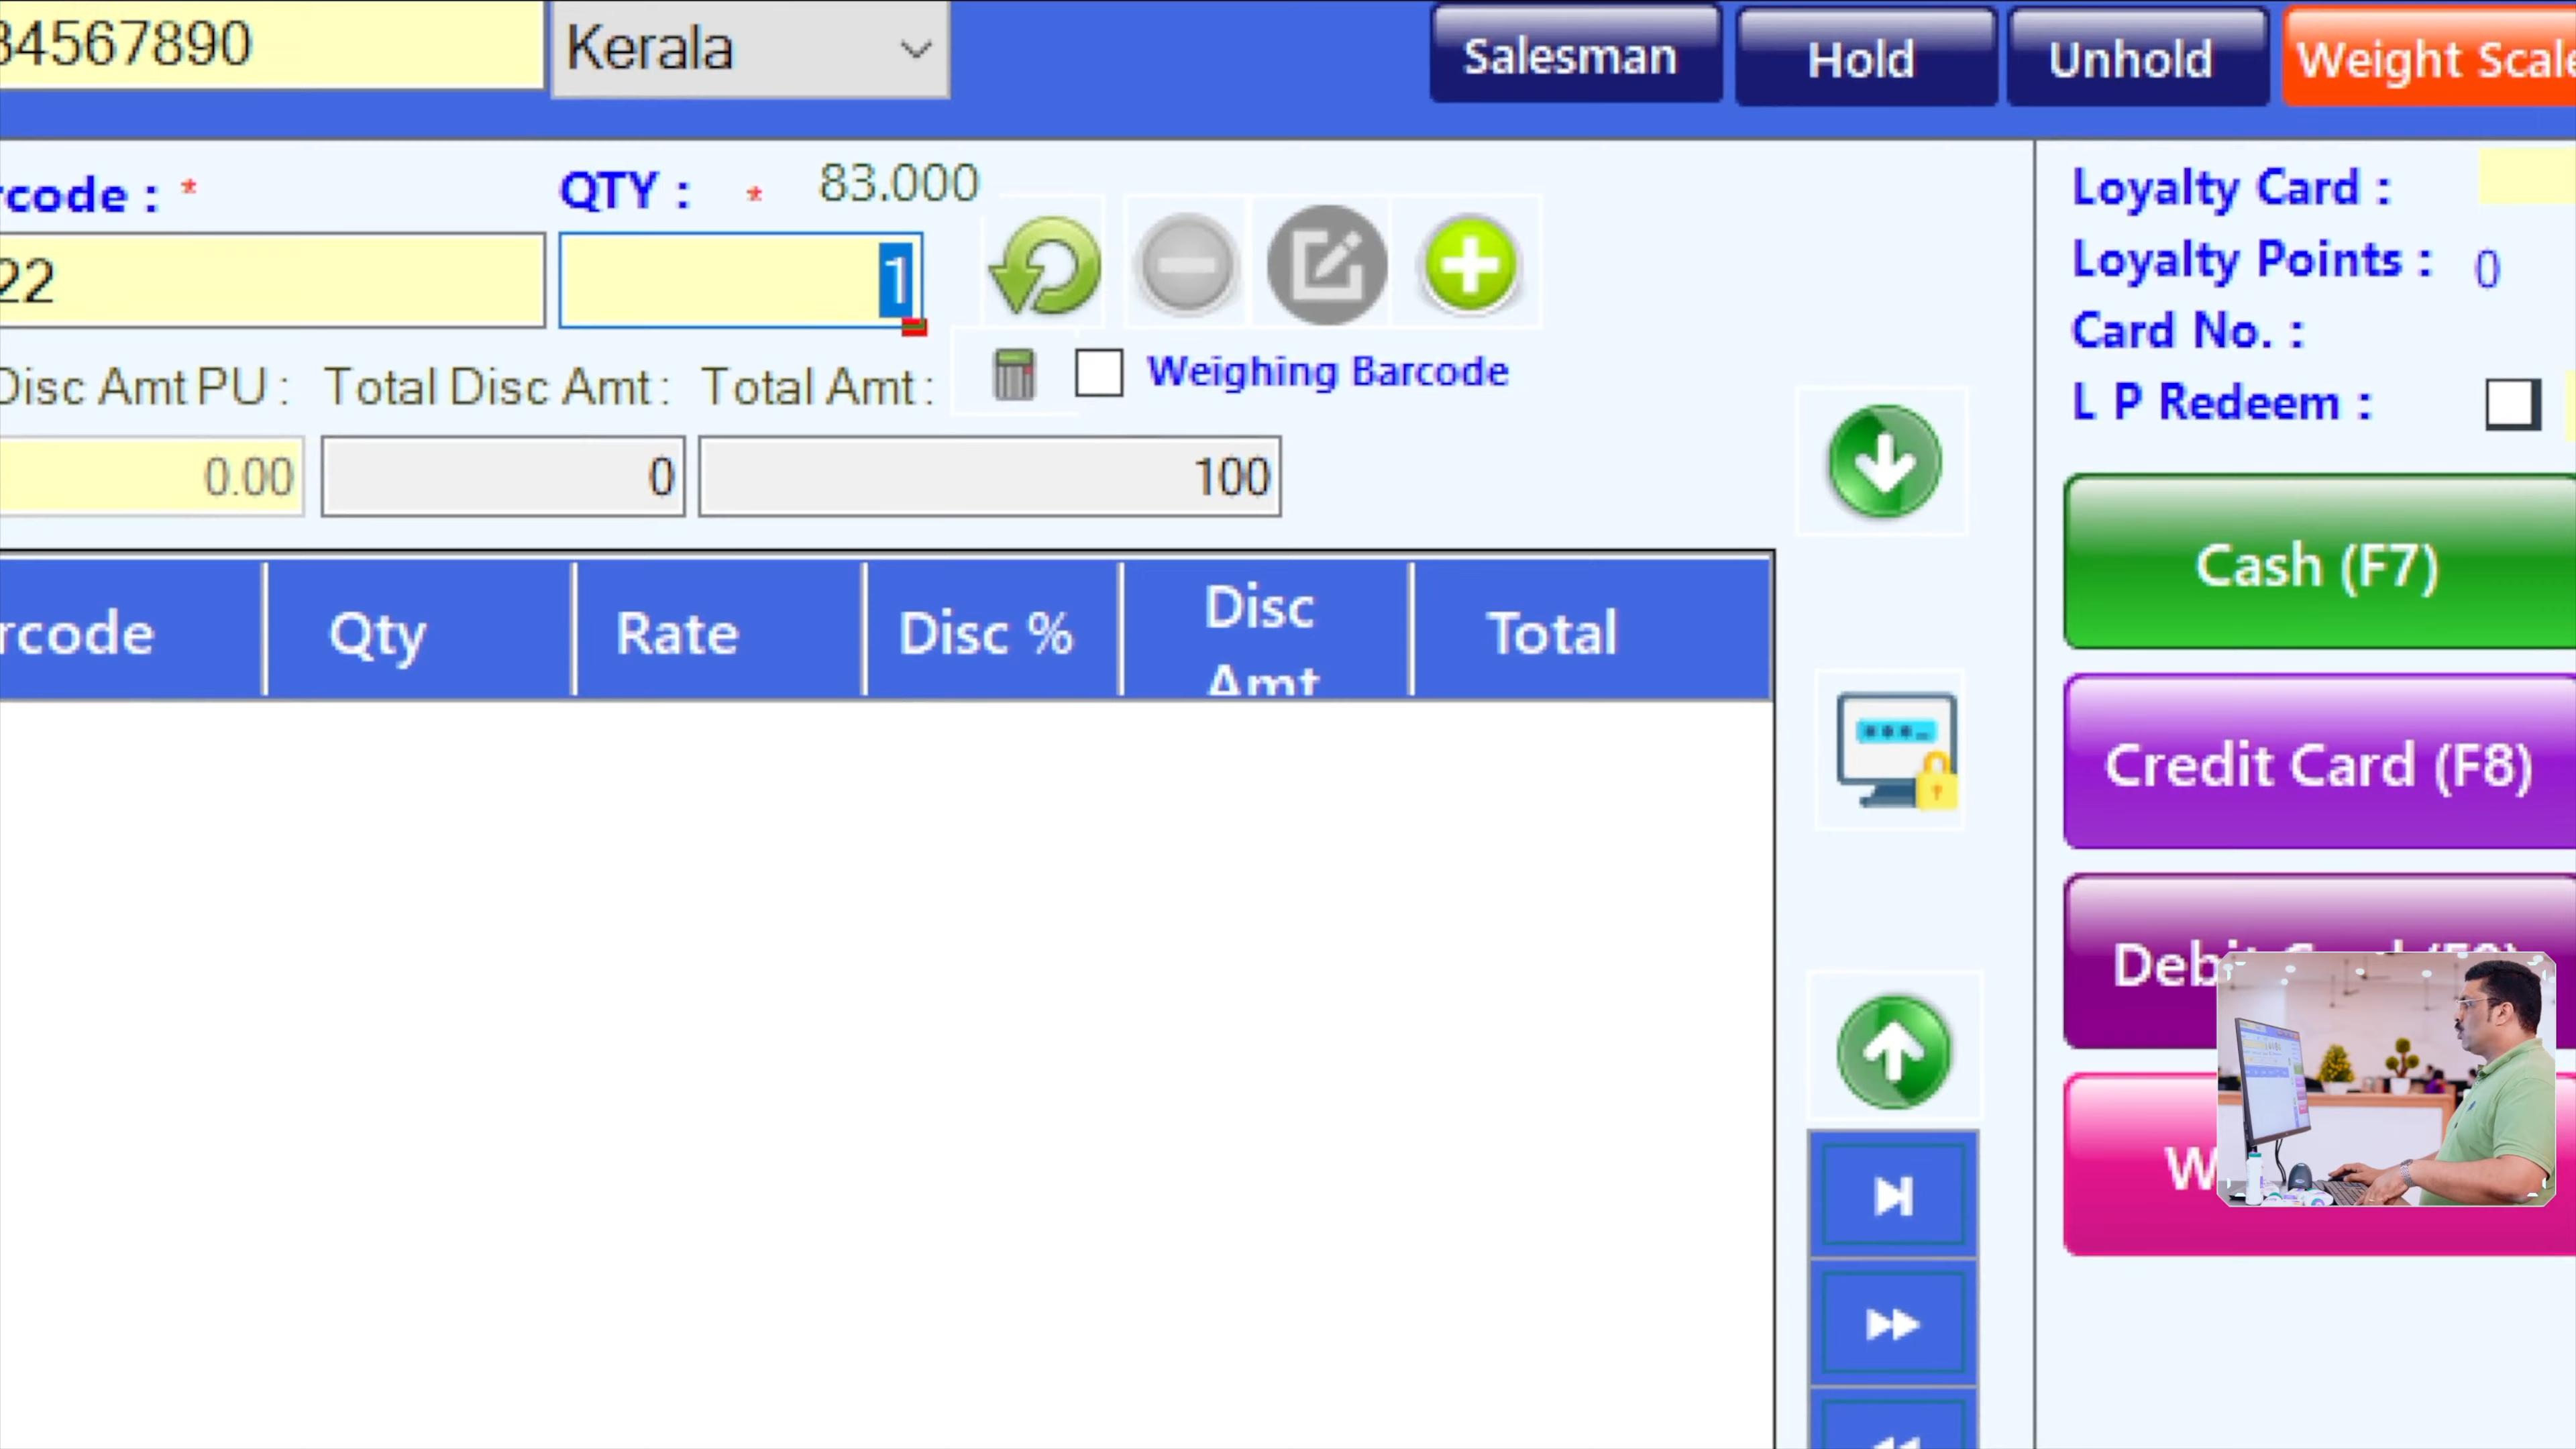 34567890
Kerala
Salesman
Hold
Unhold
Weight Scale
rcode : *
QTY : *
83.000
22
1
Disc Amt PU :
Total Disc Amt :
Total Amt :
Weighing Barcode
0.00
0
100
Loyalty Card :
Loyalty Points : 0
Card No. :
L P Redeem :
rcode
Qty
Rate
Disc %
Disc
Amt
Total
Cash (F7)
Credit Card (F8)